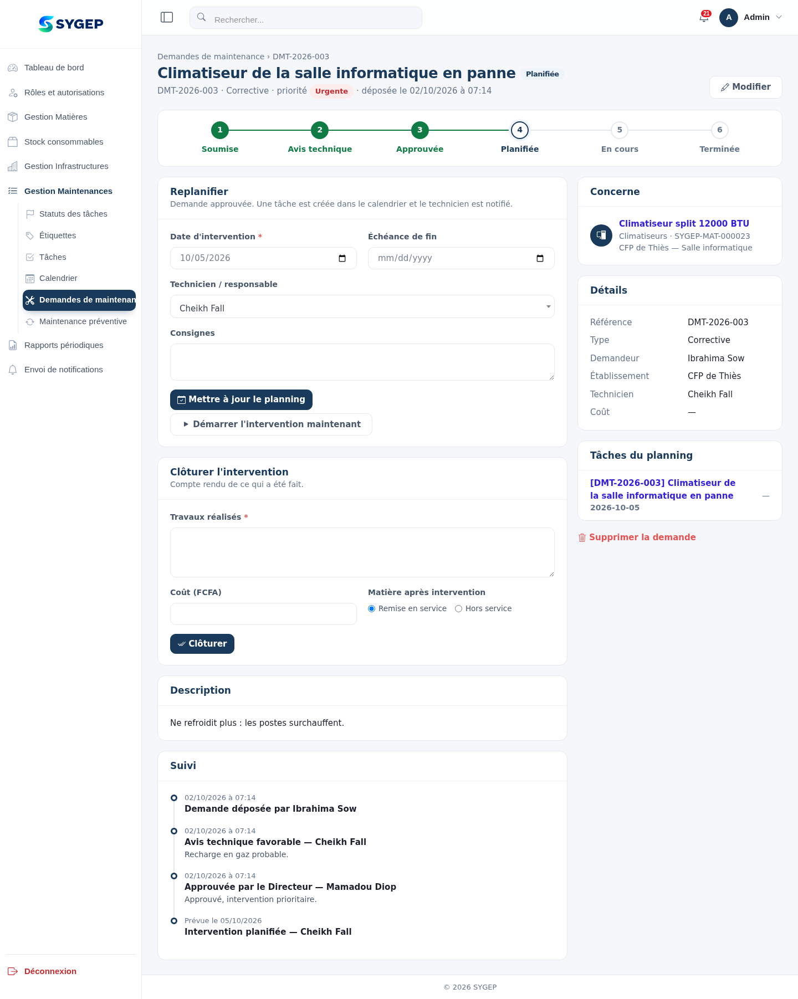 SYGEP
Rechercher...
21
A
Admin
Tableau de bord
Rôles et autorisations
Gestion Matières
Stock consommables
Gestion Infrastructures
Gestion Maintenances
Statuts des tâches
Étiquettes
Tâches
Calendrier
Demandes de maintenan
Maintenance préventive
Rapports périodiques
Envoi de notifications
Déconnexion
Demandes de maintenance › DMT-2026-003
Climatiseur de la salle informatique en panne Planifiée
DMT-2026-003 · Corrective · priorité Urgente · déposée le 02/10/2026 à 07:14
Modifier
1 2 3 4 5 6
Soumise Avis technique Approuvée Planifiée En cours Terminée
Replanifier
Demande approuvée. Une tâche est créée dans le calendrier et le technicien est notifié.
Date d'intervention * Échéance de fin
10/05/2026 mm/dd/yyyy
Technicien / responsable
Cheikh Fall
Consignes
Mettre à jour le planning
Démarrer l'intervention maintenant
Clôturer l'intervention
Compte rendu de ce qui a été fait.
Travaux réalisés *
Coût (FCFA) Matière après intervention
Remise en service Hors service
Clôturer
Description
Ne refroidit plus : les postes surchauffent.
Suivi
02/10/2026 à 07:14
Demande déposée par Ibrahima Sow
02/10/2026 à 07:14
Avis technique favorable — Cheikh Fall
Recharge en gaz probable.
02/10/2026 à 07:14
Approuvée par le Directeur — Mamadou Diop
Approuvé, intervention prioritaire.
Prévue le 05/10/2026
Intervention planifiée — Cheikh Fall
Concerne
Climatiseur split 12000 BTU
Climatiseurs · SYGEP-MAT-000023
CFP de Thiès — Salle informatique
Détails
Référence DMT-2026-003
Type Corrective
Demandeur Ibrahima Sow
Établissement CFP de Thiès
Technicien Cheikh Fall
Coût —
Tâches du planning
[DMT-2026-003] Climatiseur de
la salle informatique en panne —
2026-10-05
Supprimer la demande
© 2026 SYGEP